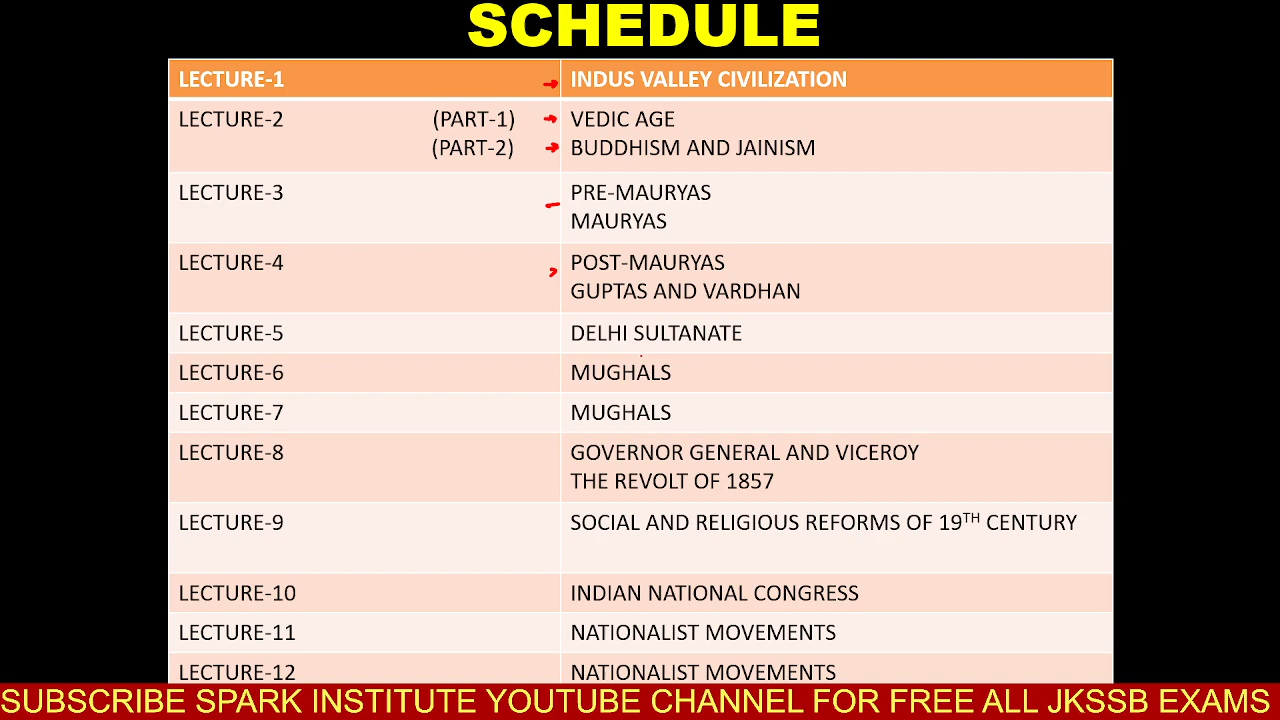 SCHEDULE
LECTURE-1 INDUS VALLEY CIVILIZATION
LECTURE-2 (PART-1) VEDIC AGE
(PART-2) BUDDHISM AND JAINISM
LECTURE-3 PRE-MAURYAS
MAURYAS
LECTURE-4 POST-MAURYAS
GUPTAS AND VARDHAN
LECTURE-5 DELHI SULTANATE
LECTURE-6 MUGHALS
LECTURE-7 MUGHALS
LECTURE-8 GOVERNOR GENERAL AND VICEROY
THE REVOLT OF 1857
LECTURE-9 SOCIAL AND RELIGIOUS REFORMS OF 19TH CENTURY
LECTURE-10 INDIAN NATIONAL CONGRESS
LECTURE-11 NATIONALIST MOVEMENTS
LECTURE-12 NATIONALIST MOVEMENTS
SUBSCRIBE SPARK INSTITUTE YOUTUBE CHANNEL FOR FREE ALL JKSSB EXAMS